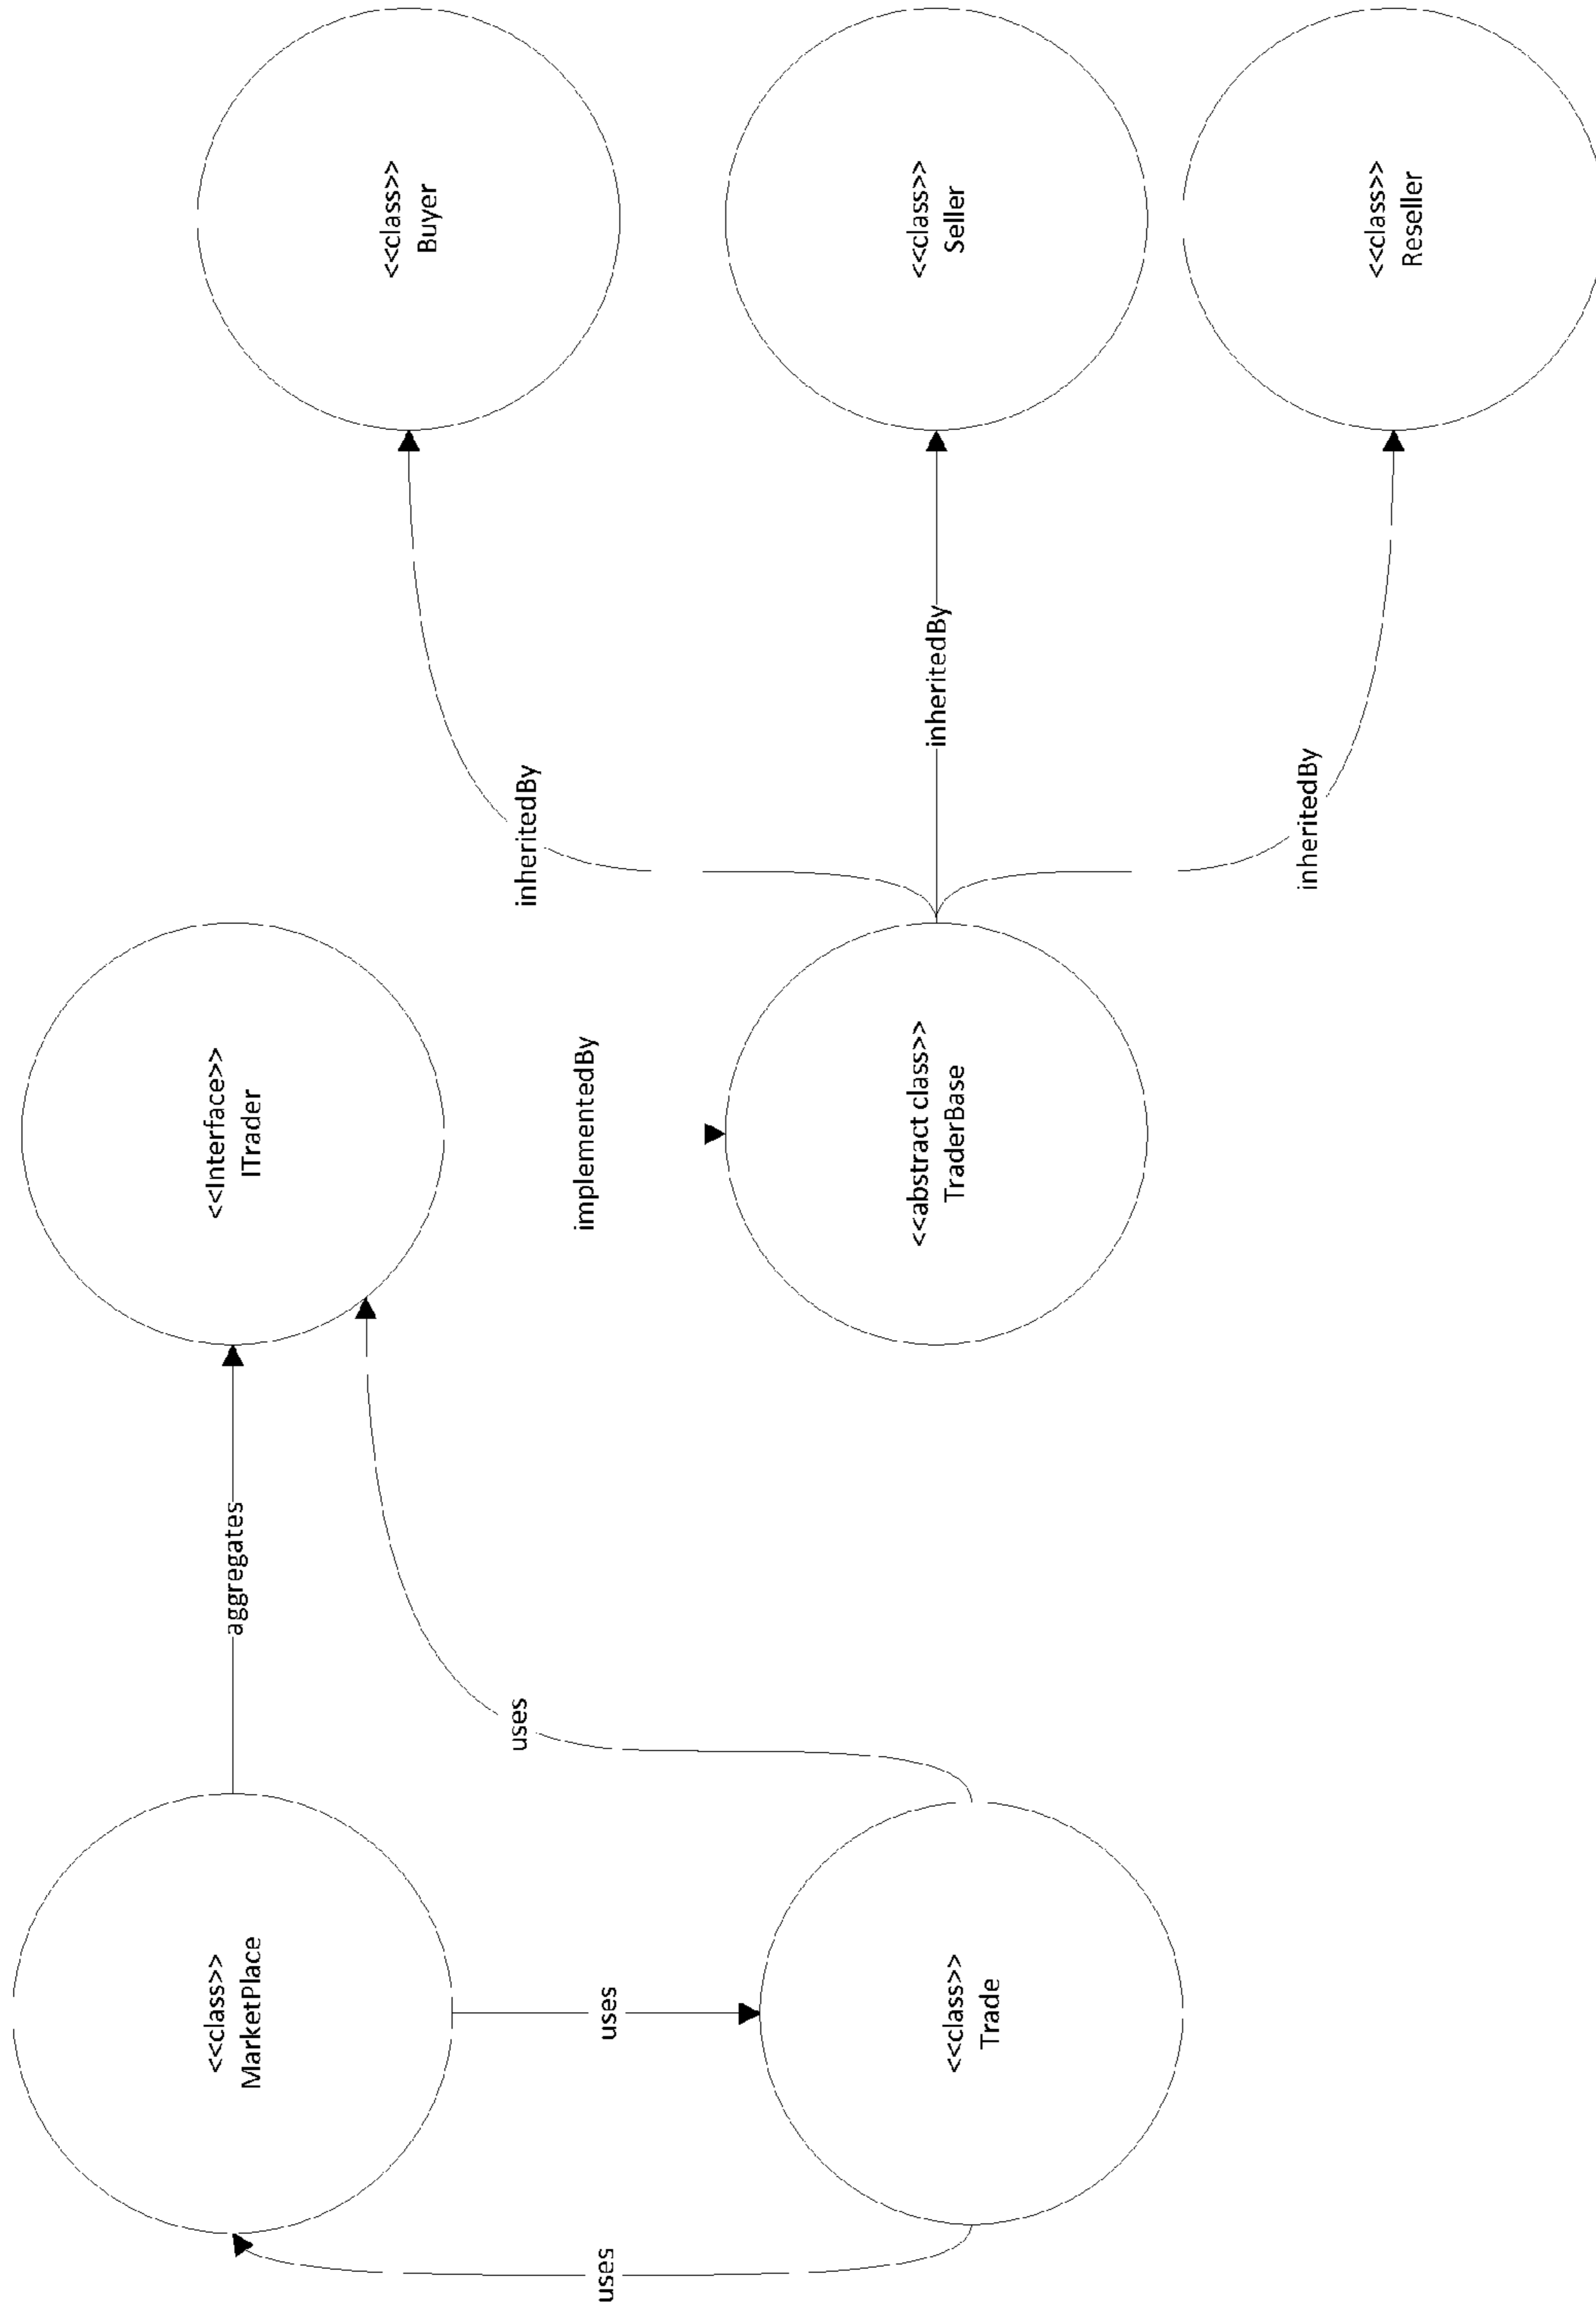 <<class>>
MarketPlace
aggregates
<<Interface>>
ITrader
uses
uses
uses
implementedBy
<<class>>
Trade
<<abstract class>>
TraderBase
inheritedBy
<<class>>
Buyer
inheritedBy
<<class>>
Seller
inheritedBy
<<class>>
Reseller